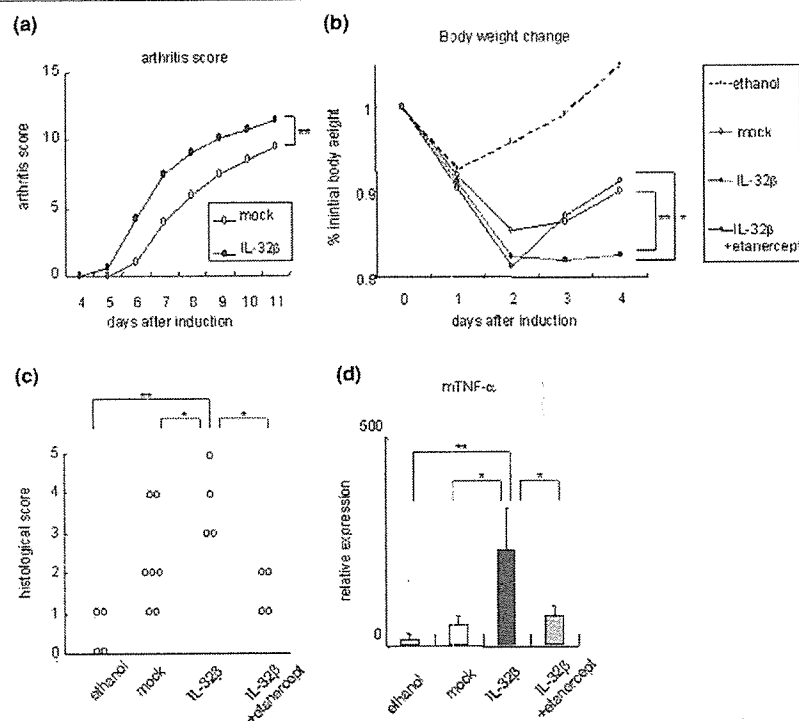 (a)
arthritis score
15
10
5
0
arthritis score
4 5 6 7 8 9 10 11
days after induction
mock
IL-32β
**
(b)
Body weight change
1
0.9
0.8
% inintial body aeight
0 1 2 3 4
days after induction
** *
ethanol
mock
IL-32β
IL-32β
+etanercept
(c)
**
* *
5
4
3
2
1
0
histological score
ethanol
mock
IL-32β
IL-32β
+etanercept
(d)
mTNF-α
500
0
relative expression
**
* *
ethanol
mock
IL-32β
IL-32β
+etanercept